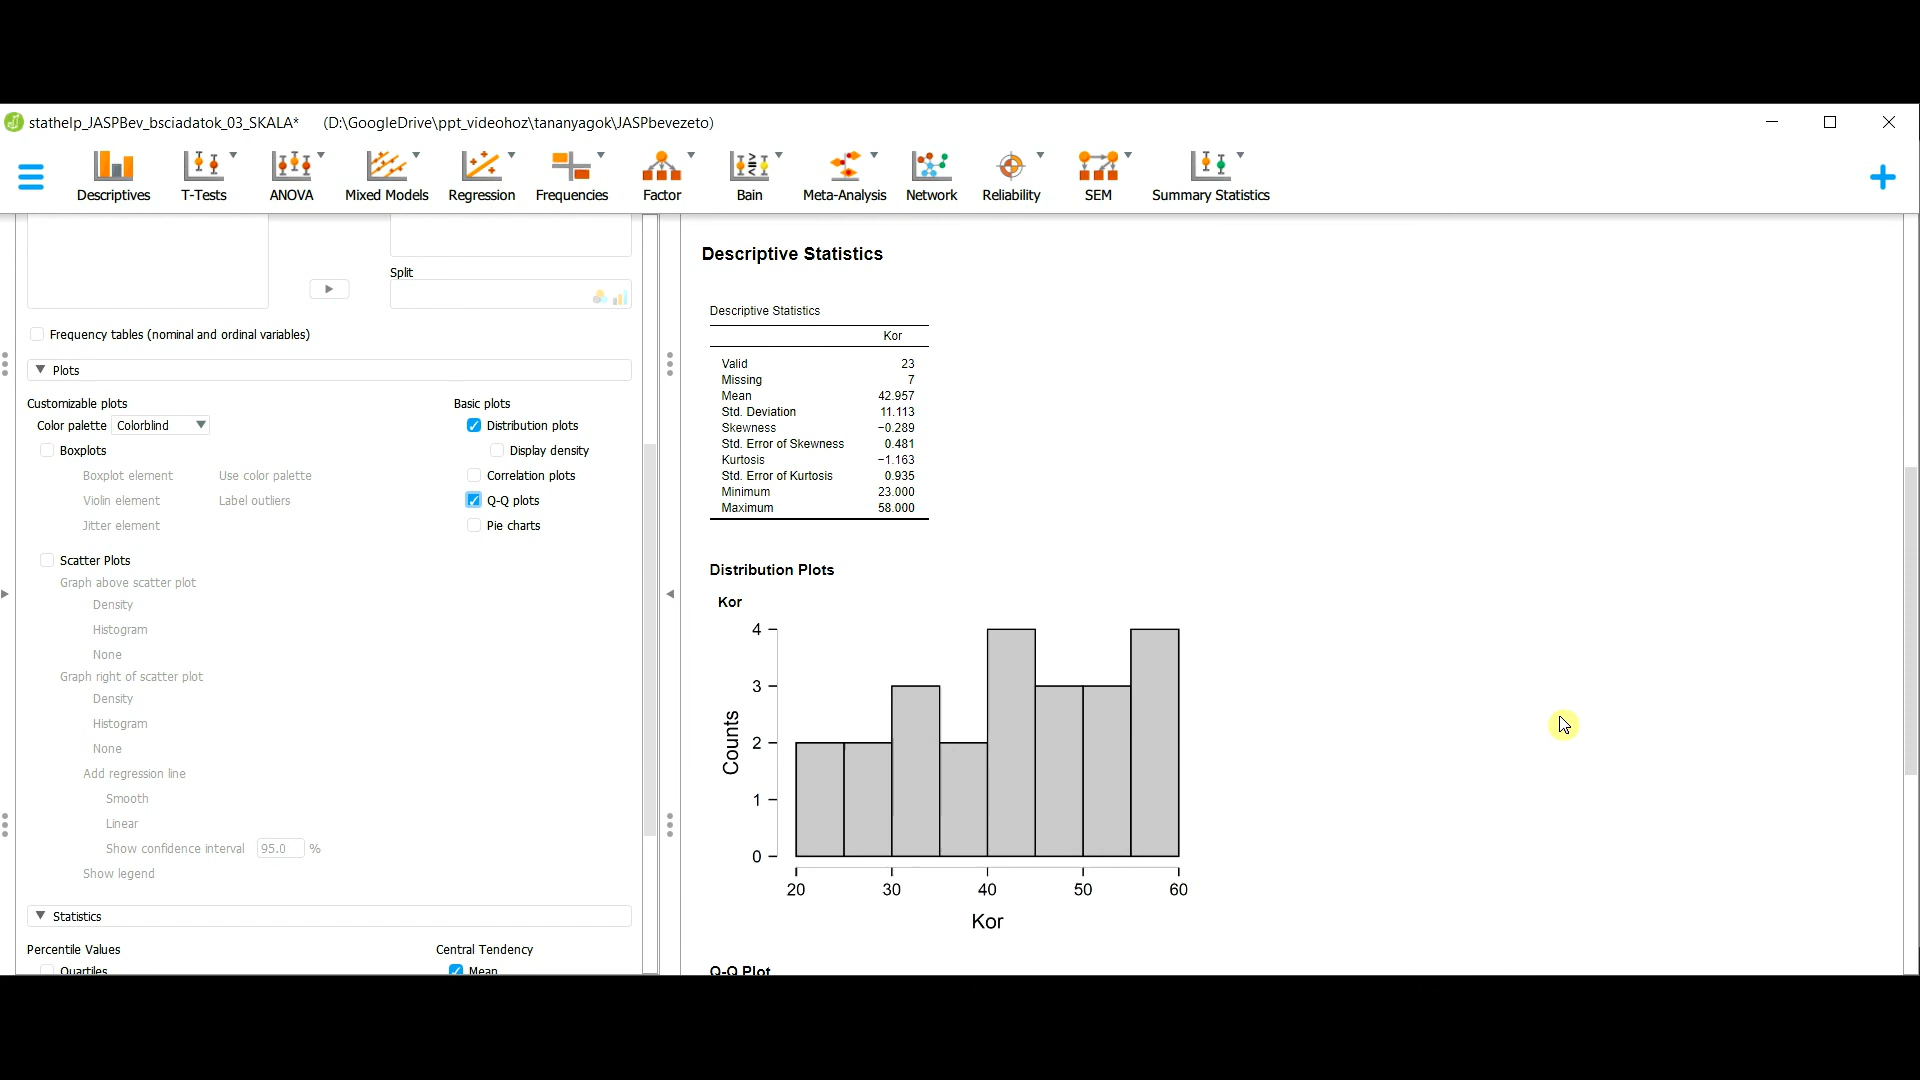 stathelp_JASPBev_bsciadatok_03_SKALA* (D:\GoogleDrive\ppt_videohoz\tananyagok\JASPbevezeto)
Descriptives T-Tests ANOVA Mixed Models Regression Frequencies Factor Bain Meta-Analysis Network Reliability SEM Summary Statistics
Split
Frequency tables (nominal and ordinal variables)
Plots
Customizable plots
Color palette Colorblind
Boxplots
Boxplot element Use color palette
Violin element Label outliers
Jitter element
Basic plots
Distribution plots
Display density
Correlation plots
Q-Q plots
Pie charts
Scatter Plots
Graph above scatter plot
Density
Histogram
None
Graph right of scatter plot
Density
Histogram
None
Add regression line
Smooth
Linear
Show confidence interval 95.0 %
Show legend
Statistics
Percentile Values Central Tendency
Quartiles Mean
Descriptive Statistics
Descriptive Statistics
Kor
Valid 23
Missing 7
Mean 42.957
Std. Deviation 11.113
Skewness -0.289
Std. Error of Skewness 0.481
Kurtosis -1.163
Std. Error of Kurtosis 0.935
Minimum 23.000
Maximum 58.000
Distribution Plots
Kor
4
3
2
1
0
Counts
20 30 40 50 60
Kor
Q-Q Plot